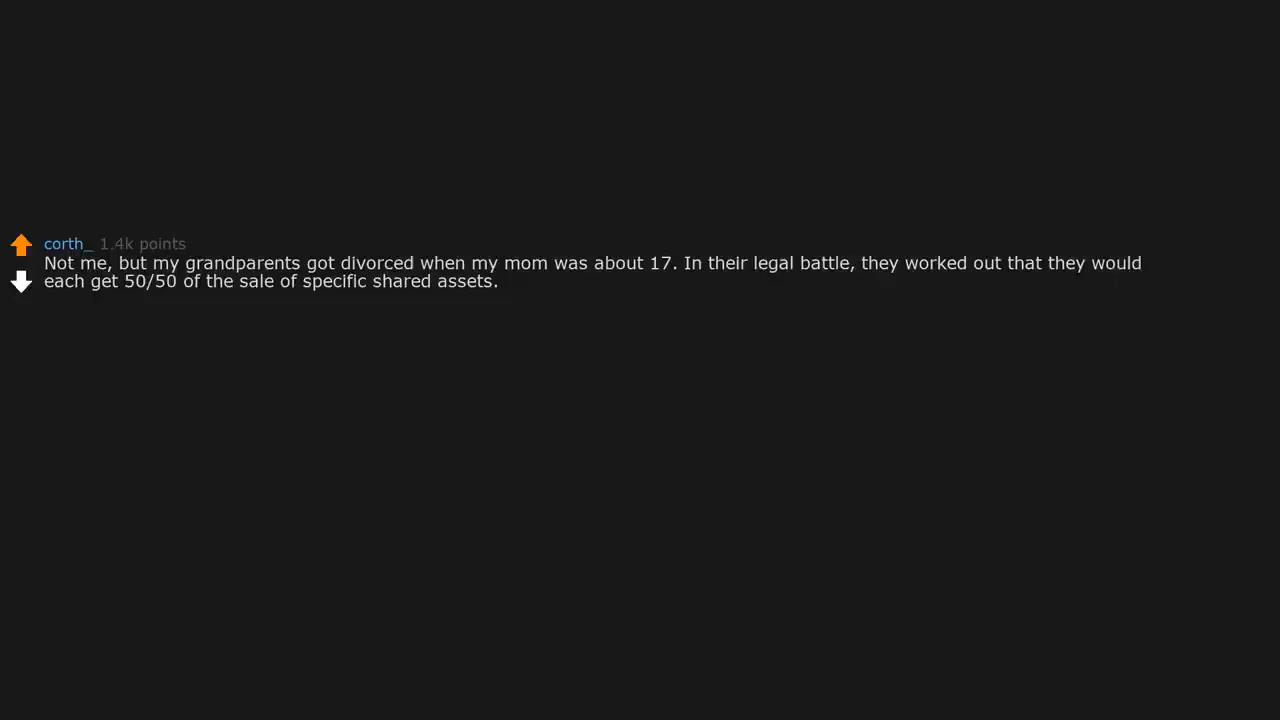 corth_ 1.4k points
Not me, but my grandparents got divorced when my mom was about 17. In their legal battle, they worked out that they would
each get 50/50 of the sale of specific shared assets.